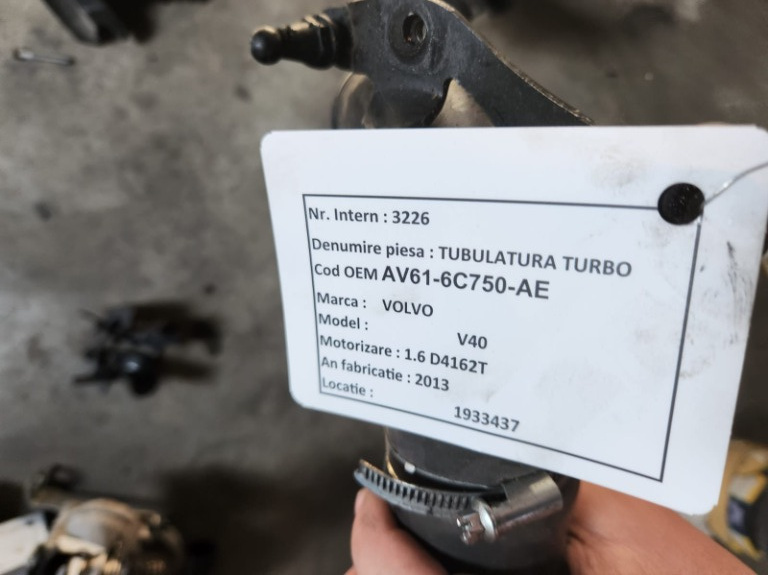 Nr. Intern : 3226
Denumire piesa : TUBULATURA TURBO
Cod OEM AV61-6C750-AE
Marca : VOLVO
Model : V40
Motorizare : 1.6 D4162T
An fabricatie : 2013
Locatie : 1933437